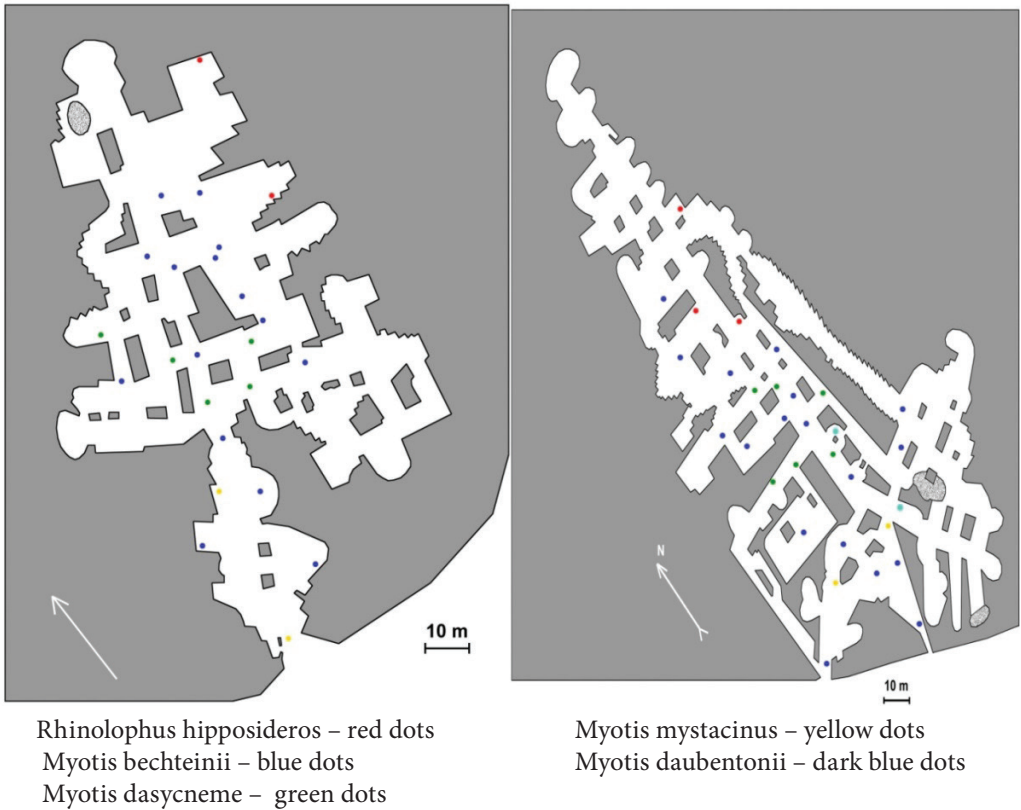 10 m
N
10 m
Rhinolophus hipposideros – red dots
Myotis bechteinii – blue dots
Myotis dasycneme – green dots
Myotis mystacinus – yellow dots
Myotis daubentonii – dark blue dots